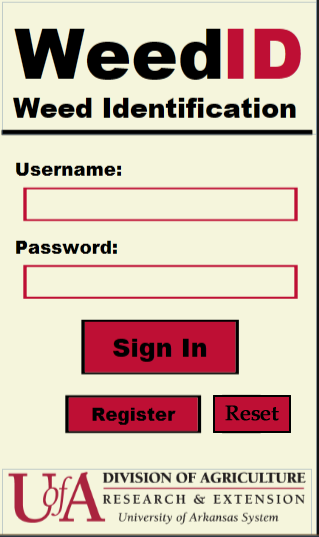 WeedID
Weed Identification
Username:
Password:
Sign In
Register Reset
UofA DIVISION OF AGRICULTURE
RESEARCH & EXTENSION
University of Arkansas System